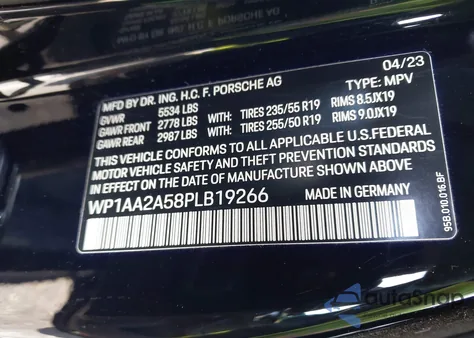 MFD BY DR. ING. H.C. F. PORSCHE AG 04/23
GVWR 5534 LBS TYPE: MPV
GAWR FRONT 2778 LBS WITH: TIRES 235/55 R19 RIMS 8.5JX19
GAWR REAR 2987 LBS WITH: TIRES 255/50 R19 RIMS 9.0JX19
THIS VEHICLE CONFORMS TO ALL APPLICABLE U.S.FEDERAL
MOTOR VEHICLE SAFETY AND THEFT PREVENTION STANDARDS
IN EFFECT ON THE DATE OF MANUFACTURE SHOWN ABOVE.
WP1AA2A58PLB19266 MADE IN GERMANY
95B.010.016.BF
autoSnap